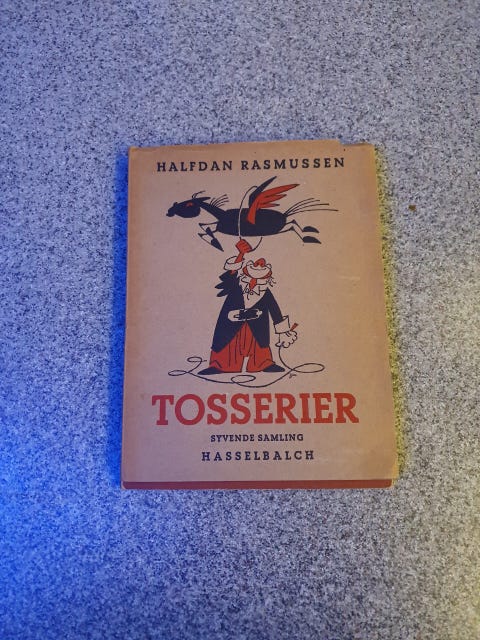 HALFDAN RASMUSSEN
TOSSERIER
SYVENDE SAMLING
HASSELBALCH